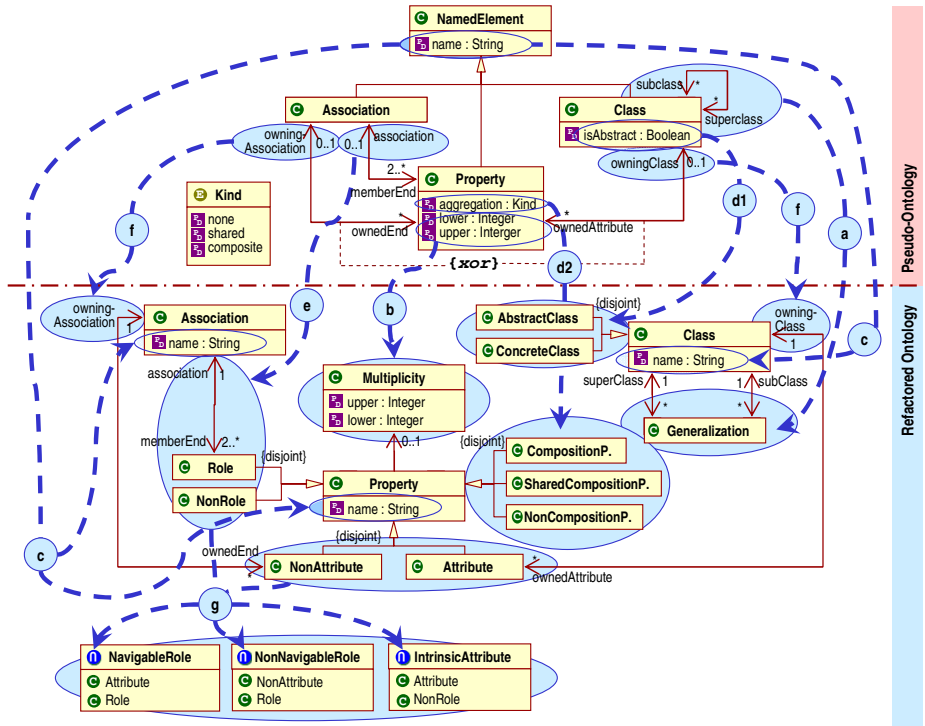 NamedElement
name : String
Association
Class
isAbstract : Boolean
subclass
*
*
superclass
owning-
Association
0..1
0..1
association
owningClass
0..1
2..*
memberEnd
Property
aggregation : Kind
lower : Integer
upper : Interger
*
ownedEnd
*
ownedAttribute
{xor}
Kind
none
shared
composite
f
d1
f
a
d2
e
b
c
Pseudo-Ontology
Refactored Ontology
owning-
Association
1
Association
name : String
association
1
memberEnd
2..*
Role
NonRole
{disjoint}
Multiplicity
upper : Integer
lower : Integer
0..1
Property
name : String
{disjoint}
AbstractClass
ConcreteClass
{disjoint}
Class
name : String
owning-
Class
1
superClass
1
1
subClass
*
*
Generalization
{disjoint}
CompositionP.
SharedCompositionP.
NonCompositionP.
c
ownedEnd
*
NonAttribute
Attribute
*
ownedAttribute
g
NavigableRole
Attribute
Role
NonNavigableRole
NonAttribute
Role
IntrinsicAttribute
Attribute
NonRole